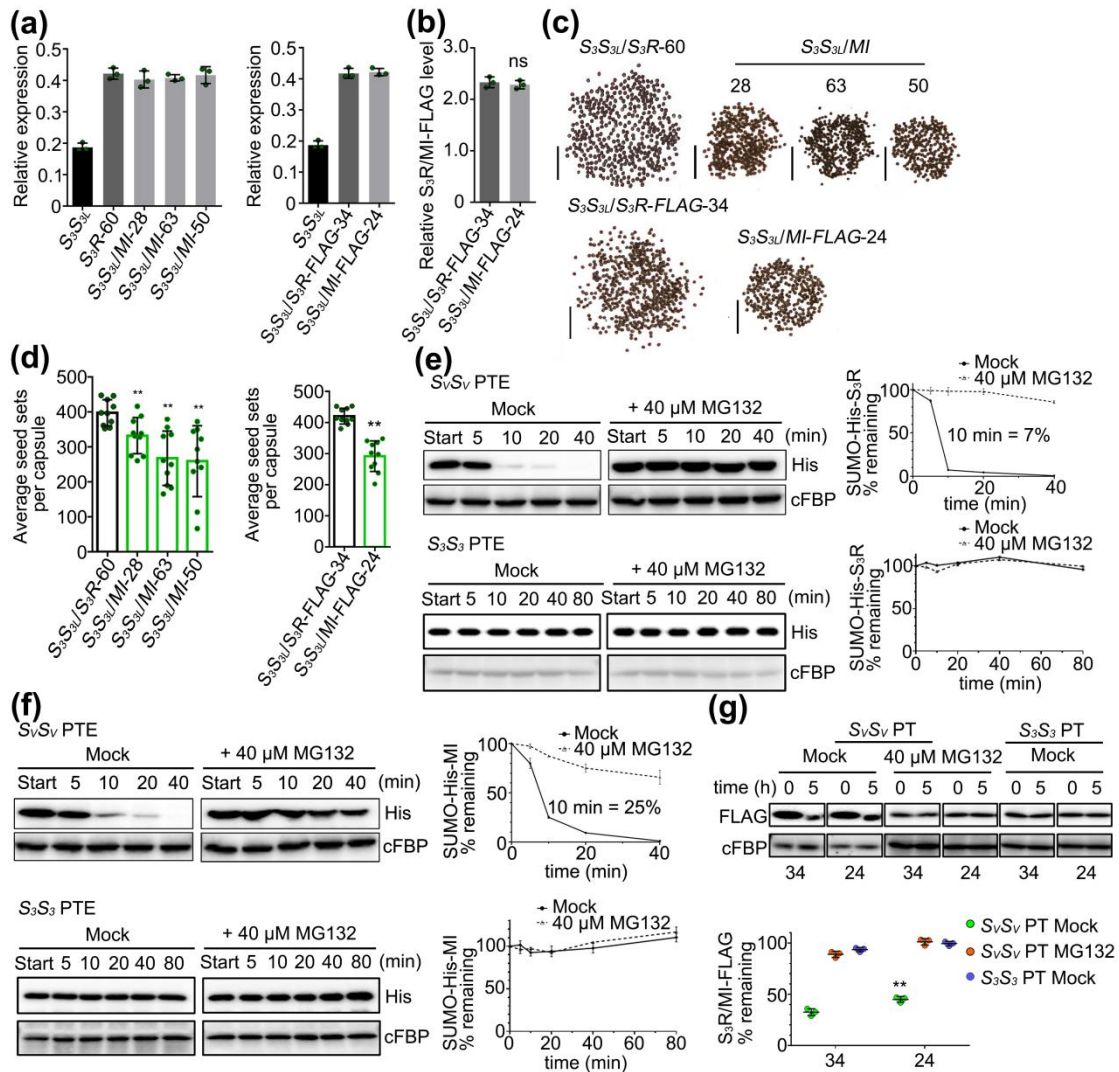 (a)
Relative expression
0.6
0.4
0.2
0.0
S₃S₃L
S₃R-60
S₃S₃L/MI-28
S₃S₃L/MI-63
S₃S₃L/MI-50
Relative expression
0.6
0.4
0.2
0.0
S₃S₃L
S₃S₃L/S₃R-FLAG-34
S₃S₃L/MI-FLAG-24
(b)
Relative S₃R/MI-FLAG level
3.0
2.0
1.0
0.0
ns
S₃S₃L/S₃R-FLAG-34
S₃S₃L/MI-FLAG-24
(c)
S₃S₃L/S₃R-60
S₃S₃L/MI
28 63 50
S₃S₃L/S₃R-FLAG-34
S₃S₃L/MI-FLAG-24
(d)
Average seed sets
per capsule
500
400
300
200
100
0
** ** **
S₃S₃L/S₃R-60
S₃S₃L/MI-28
S₃S₃L/MI-63
S₃S₃L/MI-50
Average seed sets
per capsule
500
400
300
200
100
0
**
S₃S₃L/S₃R-FLAG-34
S₃S₃L/MI-FLAG-24
(e)
SᵥSᵥ PTE
Mock + 40 µM MG132
Start 5 10 20 40 Start 5 10 20 40 (min)
His
cFBP
S₃S₃ PTE
Mock + 40 µM MG132
Start 5 10 20 40 80 Start 5 10 20 40 80 (min)
His
cFBP
Mock
40 µM MG132
SUMO-His-S₃R
% remaining
100
50
0
10 min = 7%
0 20 40
time (min)
Mock
40 µM MG132
SUMO-His-S₃R
% remaining
100
50
0
0 20 40 60 80
time (min)
(f)
SᵥSᵥ PTE
Mock + 40 µM MG132
Start 5 10 20 40 Start 5 10 20 40 (min)
His
cFBP
S₃S₃ PTE
Mock + 40 µM MG132
Start 5 10 20 40 80 Start 5 10 20 40 80 (min)
His
cFBP
Mock
40 µM MG132
SUMO-His-MI
% remaining
100
50
0
10 min = 25%
0 20 40
time (min)
Mock
40 µM MG132
SUMO-His-MI
% remaining
100
50
0
0 20 40 60 80
time (min)
(g)
SᵥSᵥ PT S₃S₃ PT
Mock 40 µM MG132 Mock
time (h) 0 5 0 5 0 5 0 5 0 5 0 5
FLAG
cFBP
34 24 34 24 34 24
S₃R/MI-FLAG
% remaining
100
50
0
**
34 24
SᵥSᵥ PT Mock
SᵥSᵥ PT MG132
S₃S₃ PT Mock